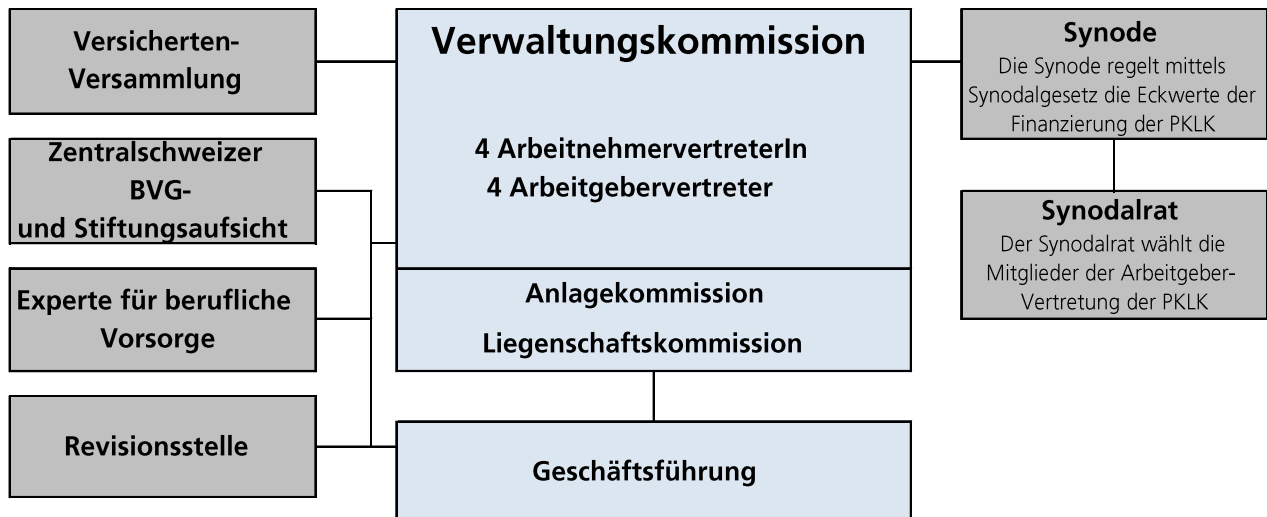 Versicherten-
Versammlung
Zentralschweizer
BVG-
und Stiftungsaufsicht
Experte für berufliche
Vorsorge
Revisionsstelle
Verwaltungskommission
4 ArbeitnehmervertreterIn
4 Arbeitgebervertreter
Anlagekommission
Liegenschaftskommission
Geschäftsführung
Synode
Die Synode regelt mittels
Synodalgesetz die Eckwerte der
Finanzierung der PKLK
Synodalrat
Der Synodalrat wählt die
Mitglieder der Arbeitgeber-
Vertretung der PKLK